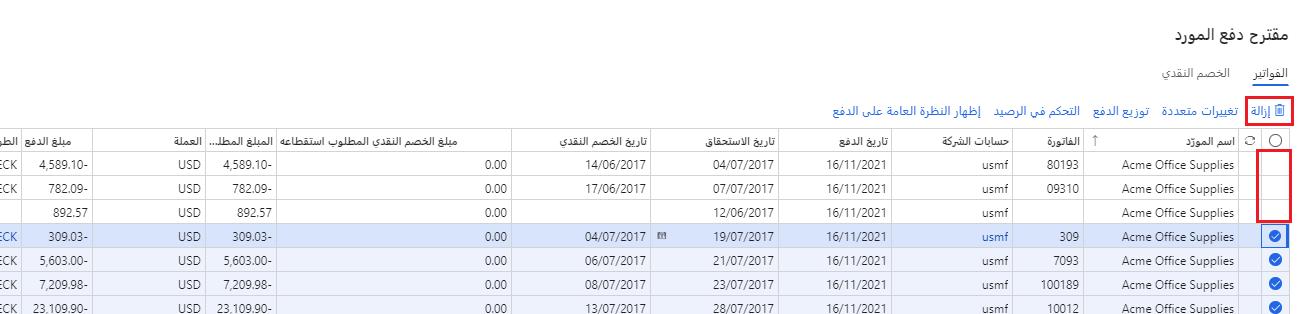 مقترح دفع المورد
الفواتير الخصم النقدي
إزالة تغييرات متعددة توزيع الدفع التحكم في الرصيد إظهار النظرة العامة على الدفع
اسم المورّد الفاتورة حسابات الشركة تاريخ الدفع تاريخ الاستحقاق تاريخ الخصم النقدي مبلغ الخصم النقدي المطلوب استقطاعه المبلغ المطلـ... العملة مبلغ الدفع الطر
Acme Office Supplies 80193 usmf 16/11/2021 04/07/2017 14/06/2017 0.00 4,589.10- USD 4,589.10- ECK
Acme Office Supplies 09310 usmf 16/11/2021 07/07/2017 17/06/2017 0.00 782.09- USD 782.09- ECK
Acme Office Supplies usmf 16/11/2021 12/06/2017 0.00 892.57 USD 892.57
Acme Office Supplies 309 usmf 16/11/2021 19/07/2017 04/07/2017 0.00 309.03- USD 309.03- ECK
Acme Office Supplies 7093 usmf 16/11/2021 21/07/2017 06/07/2017 0.00 5,603.00- USD 5,603.00- ECK
Acme Office Supplies 100189 usmf 16/11/2021 23/07/2017 08/07/2017 0.00 7,209.98- USD 7,209.98- ECK
Acme Office Supplies 10012 usmf 16/11/2021 28/07/2017 13/07/2017 0.00 23,109.90- USD 23,109.90- ECK